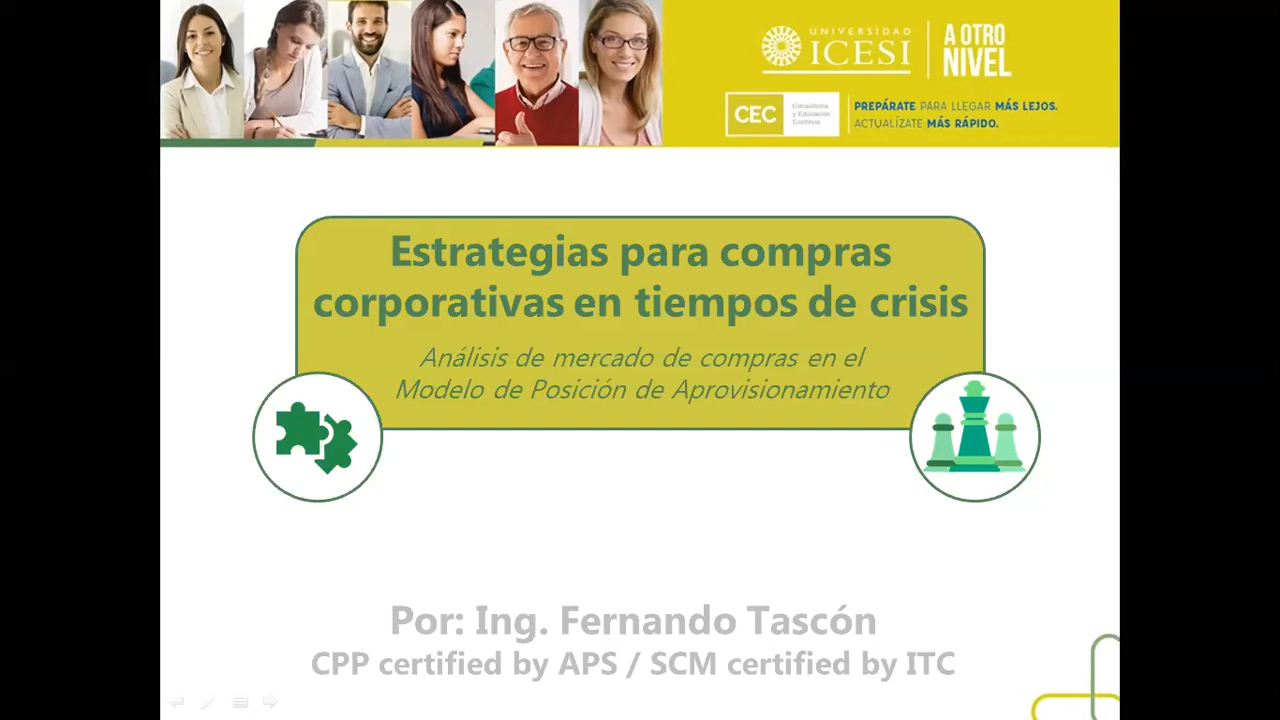 UNIVERSIDAD
ICESI
A OTRO
NIVEL
CEC
Consultoría
y Educación
Continua
PREPÁRATE PARA LLEGAR MÁS LEJOS.
ACTUALÍZATE MÁS RÁPIDO.
Estrategias para compras
corporativas en tiempos de crisis
Análisis de mercado de compras en el
Modelo de Posición de Aprovisionamiento
Por: Ing. Fernando Tascón
CPP certified by APS / SCM certified by ITC